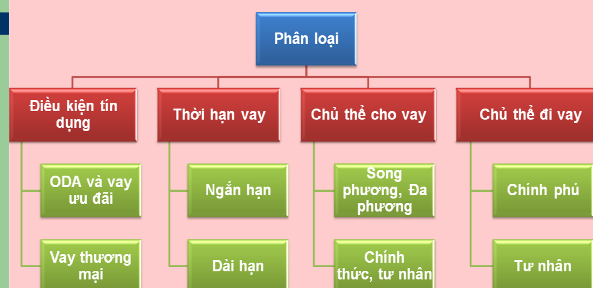 Phân loại
Điều kiện tín
dụng
Thời hạn vay
Chủ thể cho vay
Chủ thể đi vay
ODA và vay
ưu đãi
Ngắn hạn
Song
phương, Đa
phương
Chính phủ
Vay thương
mại
Dài hạn
Chính
thức, tư nhân
Tư nhân